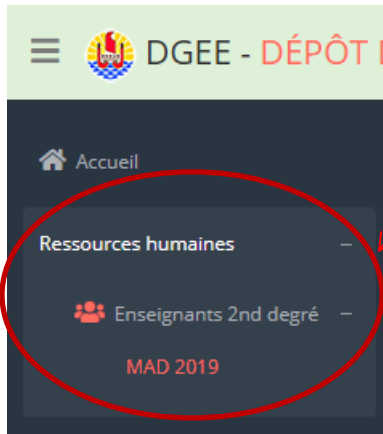 DGEE - DÉPÔT
Accueil
Ressources humaines
Enseignants 2nd degré
MAD 2019